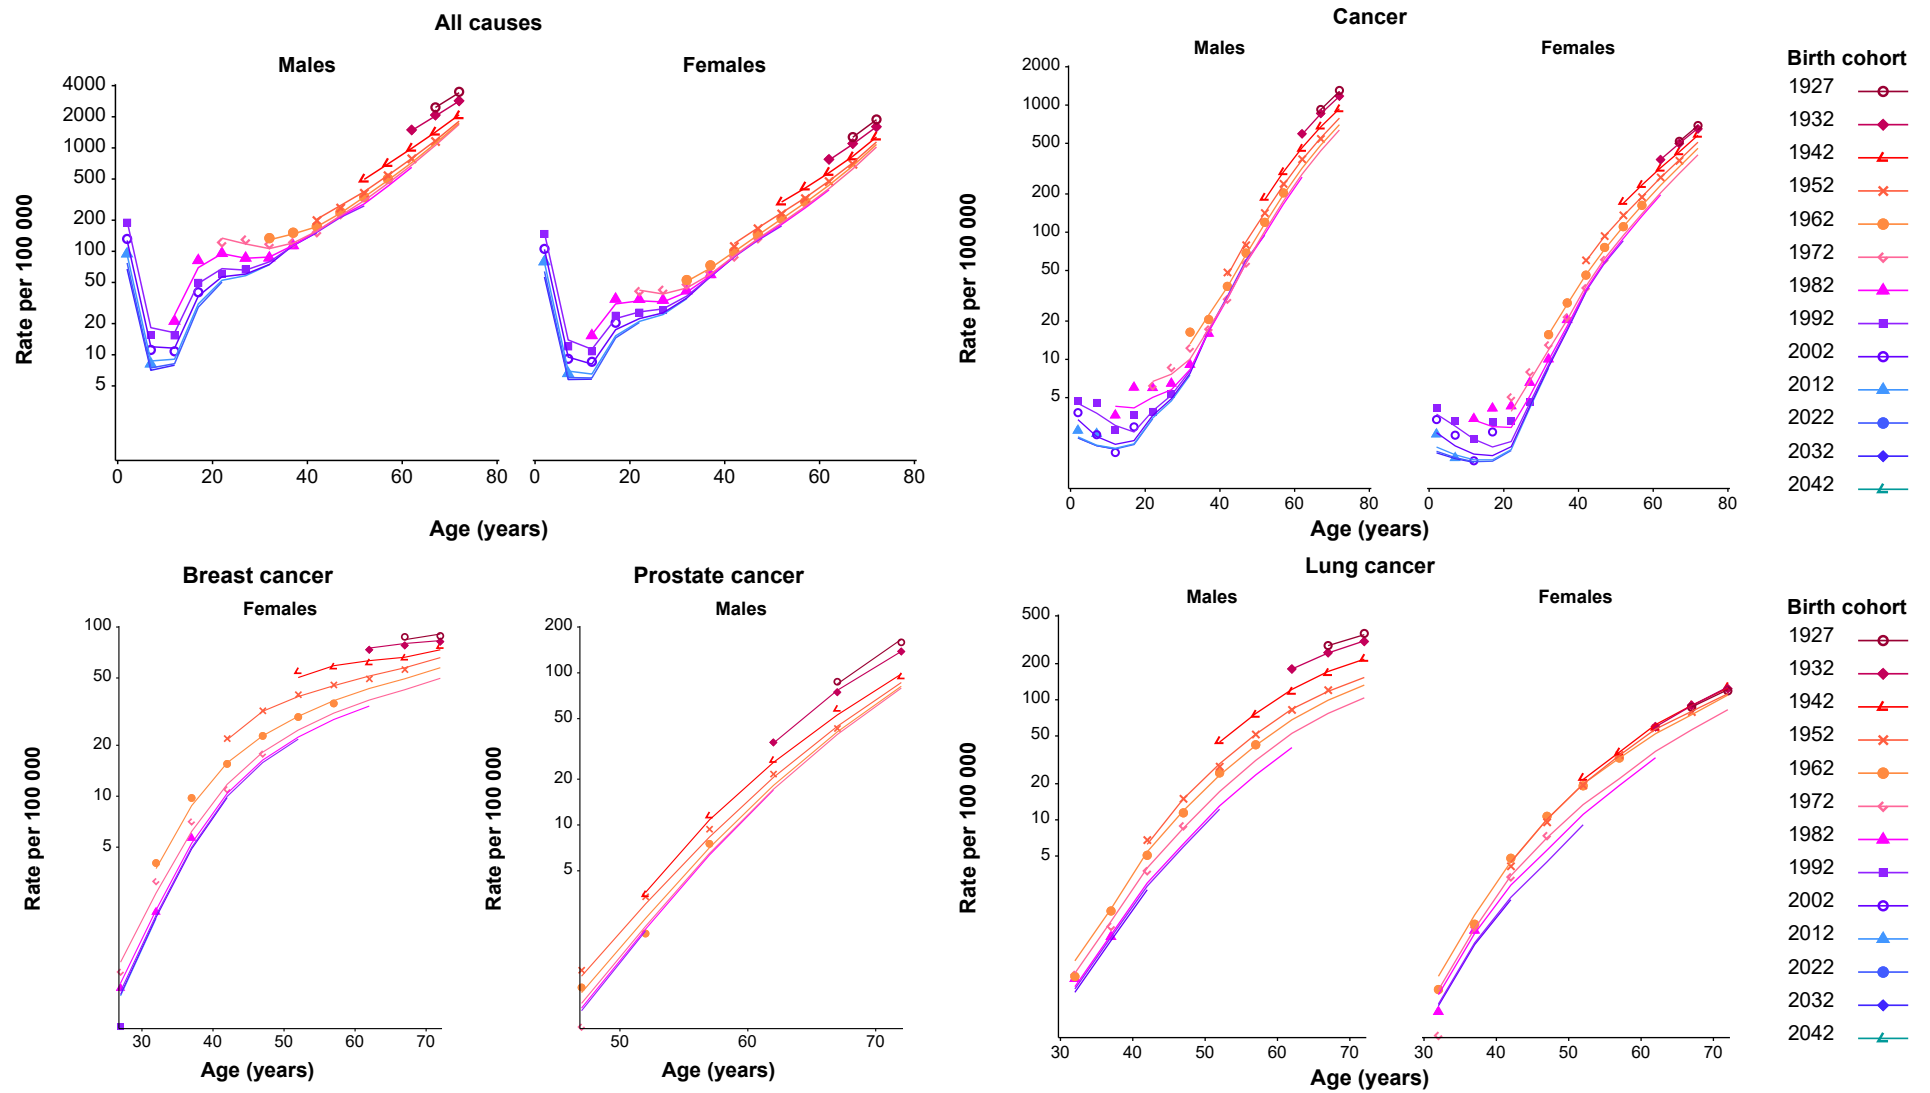 All causes
Males
Females
Rate per 100 000
4000
2000
1000
500
200
100
50
20
10
5
0 20 40 60 80
0 20 40 60 80
Age (years)
Cancer
Males
Females
Rate per 100 000
2000
1000
500
200
100
50
20
10
5
0 20 40 60 80
0 20 40 60 80
Age (years)
Birth cohort
1927
1932
1942
1952
1962
1972
1982
1992
2002
2012
2022
2032
2042
Breast cancer
Females
Rate per 100 000
100
50
20
10
5
30 40 50 60 70
Age (years)
Prostate cancer
Males
Rate per 100 000
200
100
50
20
10
5
50 60 70
Age (years)
Lung cancer
Males
Females
Rate per 100 000
500
200
100
50
20
10
5
30 40 50 60 70
30 40 50 60 70
Age (years)
Birth cohort
1927
1932
1942
1952
1962
1972
1982
1992
2002
2012
2022
2032
2042